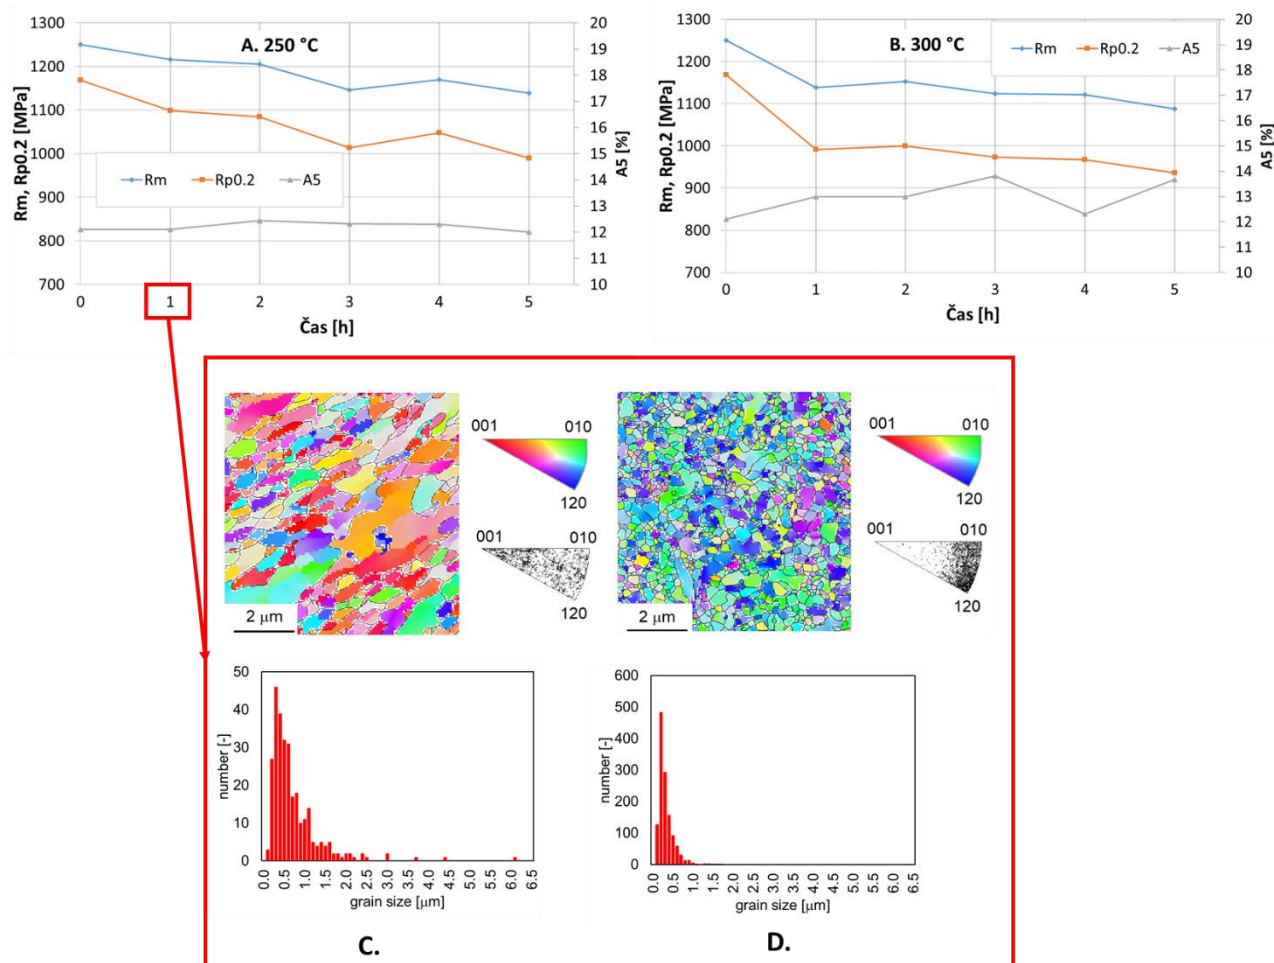 A. 250 °C
Rm, Rp0.2 [MPa]
1300
1200
1100
1000
900
800
700
20
19
18
17
16
15
14
13
12
11
10
A5 [%]
Rm Rp0.2 A5
0 1 2 3 4 5
Čas [h]
B. 300 °C
Rm Rp0.2 A5
Rm, Rp0.2 [MPa]
1300
1200
1100
1000
900
800
700
20
19
18
17
16
15
14
13
12
11
10
A5 [%]
0 1 2 3 4 5
Čas [h]
001 010
120
001 010
120
2 µm
001 010
120
001 010
120
2 µm
number [-]
50
40
30
20
10
0
0.0 0.5 1.0 1.5 2.0 2.5 3.0 3.5 4.0 4.5 5.0 5.5 6.0 6.5
grain size [µm]
C.
number [-]
600
500
400
300
200
100
0
0.0 0.5 1.0 1.5 2.0 2.5 3.0 3.5 4.0 4.5 5.0 5.5 6.0 6.5
grain size [µm]
D.